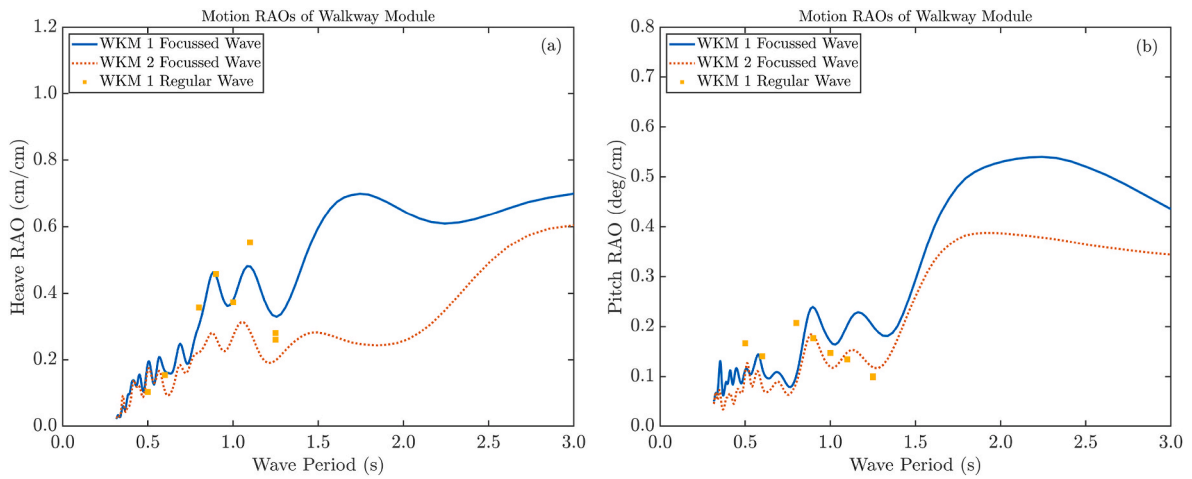 Motion RAOs of Walkway Module
(a)
WKM 1 Focussed Wave
WKM 2 Focussed Wave
WKM 1 Regular Wave
Heave RAO (cm/cm)
1.2
1.0
0.8
0.6
0.4
0.2
0.0
0.0 0.5 1.0 1.5 2.0 2.5 3.0
Wave Period (s)
Motion RAOs of Walkway Module
(b)
WKM 1 Focussed Wave
WKM 2 Focussed Wave
WKM 1 Regular Wave
Pitch RAO (deg/cm)
0.8
0.7
0.6
0.5
0.4
0.3
0.2
0.1
0.0
0.0 0.5 1.0 1.5 2.0 2.5 3.0
Wave Period (s)